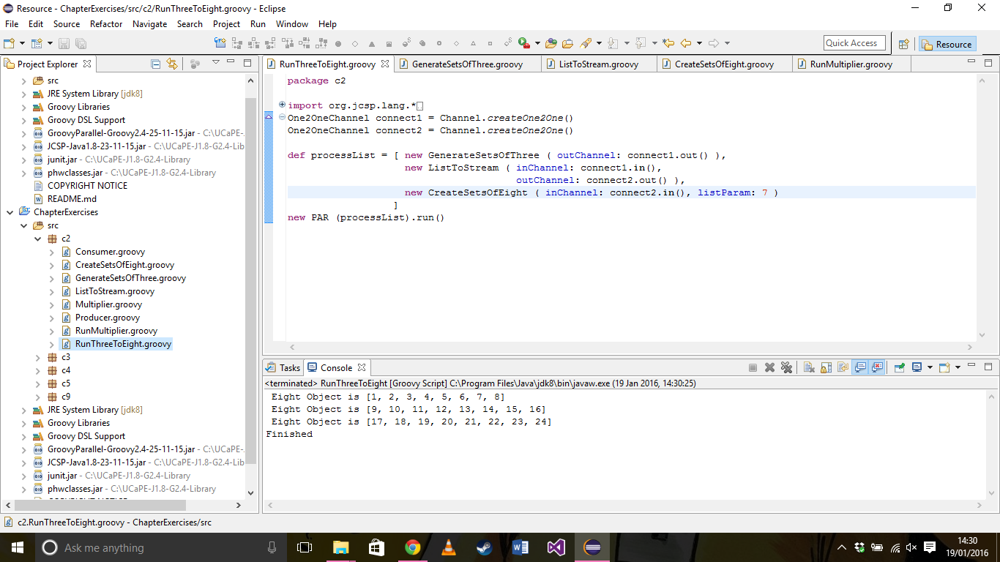 Resource - ChapterExercises/src/c2/RunThreeToEight.groovy - Eclipse
File Edit Source Refactor Navigate Search Project Run Window Help
Quick Access
Resource
Project Explorer
src
JRE System Library [jdk8]
Groovy Libraries
Groovy DSL Support
GroovyParallel-Groovy2.4-25-11-15.jar - C:\UCaPE-
JCSP-Java1.8-23-11-15.jar - C:\UCaPE-J1.8-G2.4-Lib
junit.jar - C:\UCaPE-J1.8-G2.4-Library
phwclasses.jar - C:\UCaPE-J1.8-G2.4-Library
COPYRIGHT NOTICE
README.md
ChapterExercises
src
c2
Consumer.groovy
CreateSetsOfEight.groovy
GenerateSetsOfThree.groovy
ListToStream.groovy
Multiplier.groovy
Producer.groovy
RunMultiplier.groovy
RunThreeToEight.groovy
c3
c4
c5
c9
JRE System Library [jdk8]
Groovy Libraries
Groovy DSL Support
GroovyParallel-Groovy2.4-25-11-15.jar - C:\UCaPE-
JCSP-Java1.8-23-11-15.jar - C:\UCaPE-J1.8-G2.4-Lib
junit.jar - C:\UCaPE-J1.8-G2.4-Library
phwclasses.jar - C:\UCaPE-J1.8-G2.4-Library
RunThreeToEight.groovy GenerateSetsOfThree.groovy ListToStream.groovy CreateSetsOfEight.groovy RunMultiplier.groovy
package c2
import org.jcsp.lang.*
One2OneChannel connect1 = Channel.createOne2One()
One2OneChannel connect2 = Channel.createOne2One()
def processList = [ new GenerateSetsOfThree ( outChannel: connect1.out() ),
new ListToStream ( inChannel: connect1.in(),
outChannel: connect2.out() ),
new CreateSetsOfEight ( inChannel: connect2.in(), listParam: 7 )
]
new PAR (processList).run()
Tasks Console
<terminated> RunThreeToEight [Groovy Script] C:\Program Files\Java\jdk8\bin\javaw.exe (19 Jan 2016, 14:30:25)
Eight Object is [1, 2, 3, 4, 5, 6, 7, 8]
Eight Object is [9, 10, 11, 12, 13, 14, 15, 16]
Eight Object is [17, 18, 19, 20, 21, 22, 23, 24]
Finished
c2.RunThreeToEight.groovy - ChapterExercises/src
Ask me anything
14:30
19/01/2016